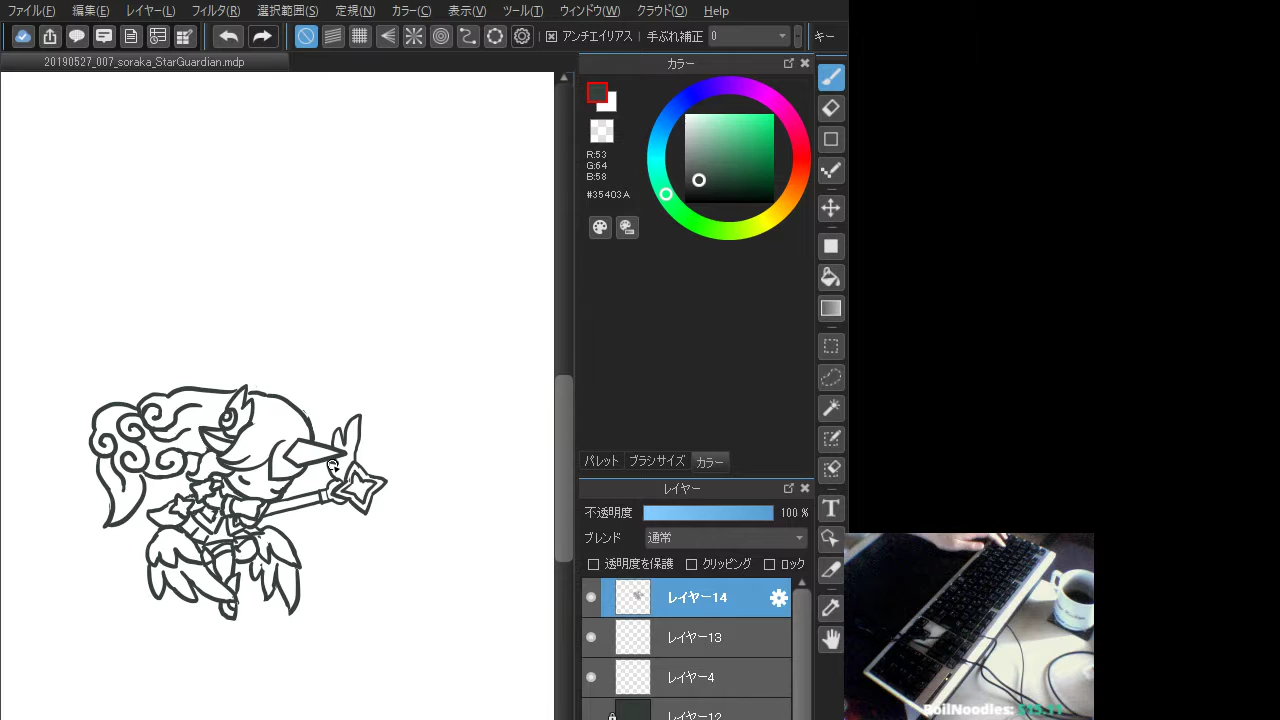 ファイル(F) 編集(E) レイヤー(L) フィルタ(R) 選択範囲(S) 定規(N) カラー(C) 表示(V) ツール(T) ウィンドウ(W) クラウド(O) Help
アンチエイリアス 手ぶれ補正 0 キー
20190527_007_soraka_StarGuardian.mdp
カラー
R:53
G:64
B:58
#35403A
パレット ブラシサイズ カラー
レイヤー
不透明度 100 %
ブレンド 通常
透明度を保護 クリッピング ロック
レイヤー14
レイヤー13
レイヤー4
レイヤー12
T
BoilNoodles: